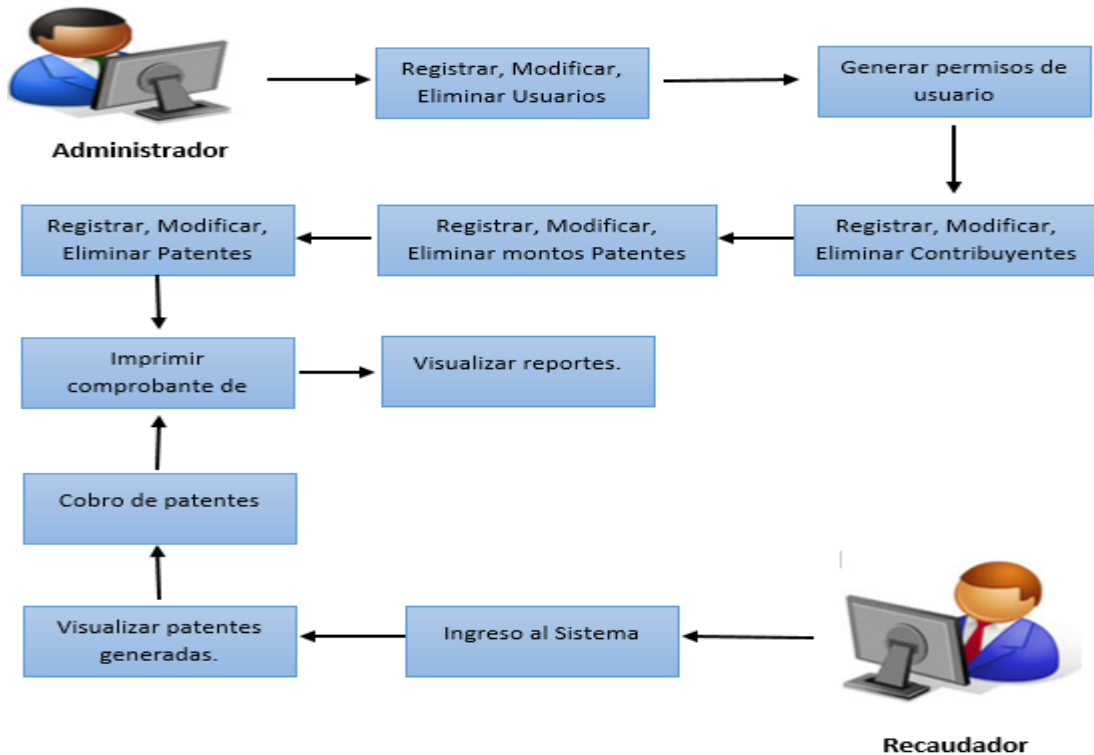 Administrador
Registrar, Modificar,
Eliminar Usuarios
Generar permisos de
usuario
Registrar, Modificar,
Eliminar Contribuyentes
Registrar, Modificar,
Eliminar montos Patentes
Registrar, Modificar,
Eliminar Patentes
Imprimir
comprobante de
Visualizar reportes.
Cobro de patentes
Visualizar patentes
generadas.
Ingreso al Sistema
Recaudador